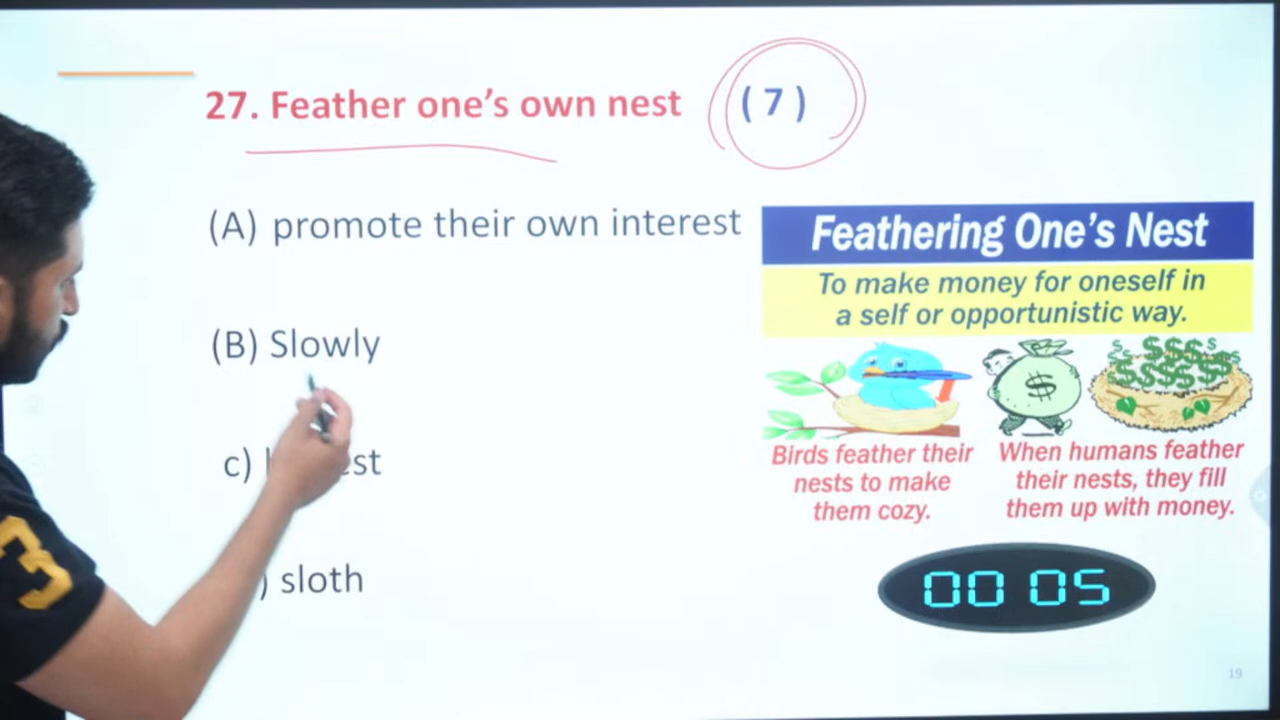 27. Feather one's own nest ( 7 )
(A) promote their own interest
(B) Slowly
c)
) sloth
Feathering One's Nest
To make money for oneself in
a self or opportunistic way.
Birds feather their
nests to make
them cozy.
When humans feather
their nests, they fill
them up with money.
$ $ $ $ $ $ $ $ $ $ $
$
00 05
19
3